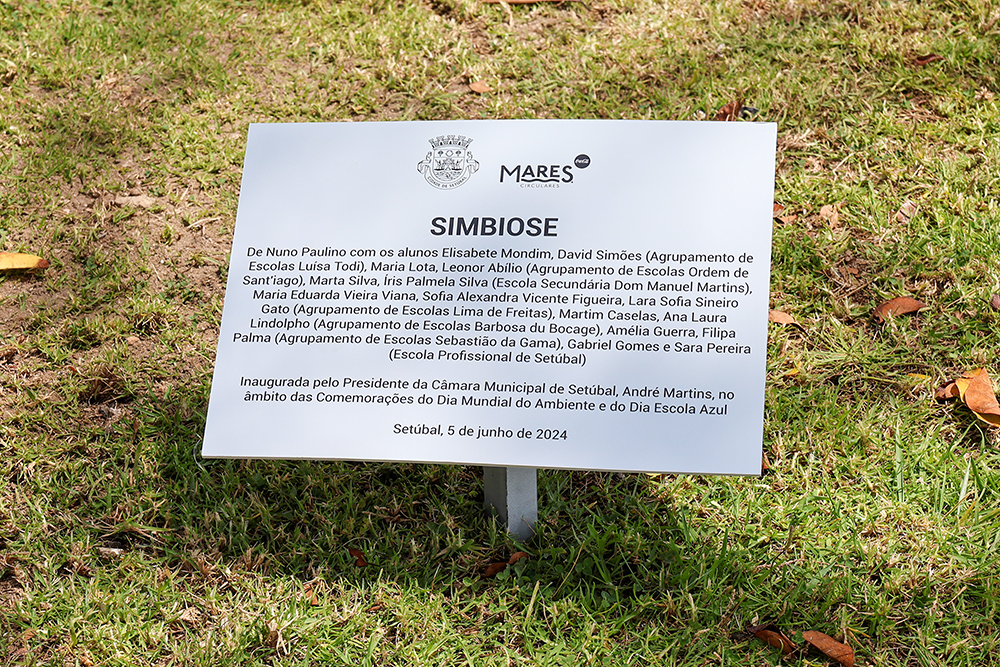 CIDADE DE SETÚBAL
MARES
Coca-Cola
CIRCULARES
SIMBIOSE
De Nuno Paulino com os alunos Elisabete Mondim, David Simões (Agrupamento de
Escolas Luísa Todi), Maria Lota, Leonor Abílio (Agrupamento de Escolas Ordem de
Sant'iago), Marta Silva, Íris Palmela Silva (Escola Secundária Dom Manuel Martins),
Maria Eduarda Vieira Viana, Sofia Alexandra Vicente Figueira, Lara Sofia Sineiro
Gato (Agrupamento de Escolas Lima de Freitas), Martim Caselas, Ana Laura
Lindolpho (Agrupamento de Escolas Barbosa du Bocage), Amélia Guerra, Filipa
Palma (Agrupamento de Escolas Sebastião da Gama), Gabriel Gomes e Sara Pereira
(Escola Profissional de Setúbal)
Inaugurada pelo Presidente da Câmara Municipal de Setúbal, André Martins, no
âmbito das Comemorações do Dia Mundial do Ambiente e do Dia Escola Azul
Setúbal, 5 de junho de 2024